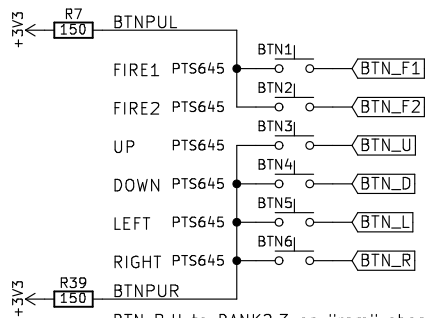 R7
+3V3 150 BTNPUL
BTN1
FIRE1 PTS645 BTN_F1
BTN2
FIRE2 PTS645 BTN_F2
BTN3
UP PTS645 BTN_U
BTN4
DOWN PTS645 BTN_D
BTN5
LEFT PTS645 BTN_L
BTN6
RIGHT PTS645 BTN_R
R39
+3V3 150 BTNPUR